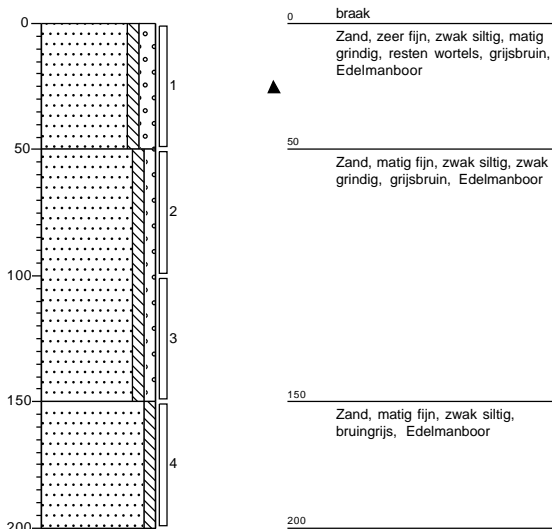 0
50
100
150
200
1
2
3
4
0
braak
Zand, zeer fijn, zwak siltig, matig
grindig, resten wortels, grijsbruin,
Edelmanboor
50
Zand, matig fijn, zwak siltig, zwak
grindig, grijsbruin, Edelmanboor
150
Zand, matig fijn, zwak siltig,
bruingrijs, Edelmanboor
200